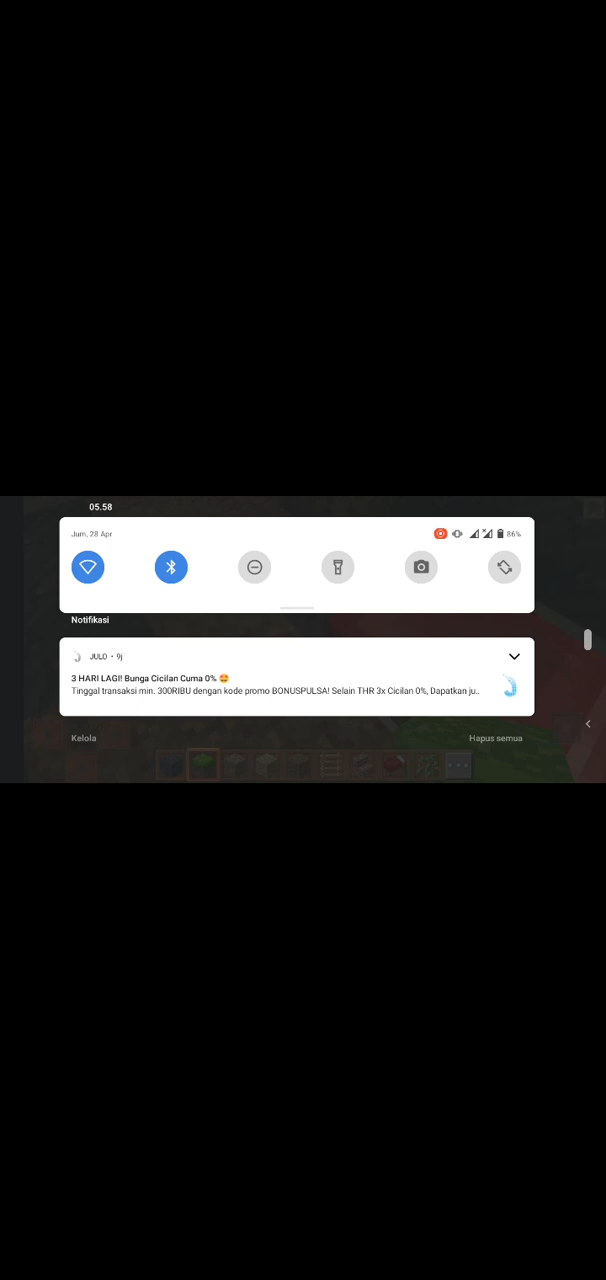 05.58
Jum, 28 Apr
86%
Notifikasi
JULO • 9j
3 HARI LAGI! Bunga Cicilan Cuma 0% 🤩
Tinggal transaksi min. 300RIBU dengan kode promo BONUSPULSA! Selain THR 3x Cicilan 0%, Dapatkan ju..
Kelola
Hapus semua